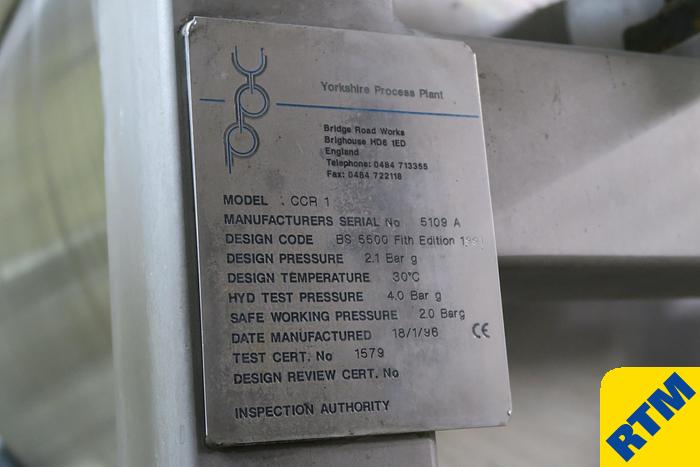 YPP
Yorkshire Process Plant
Bridge Road Works
Brighouse HD6 1ED
England
Telephone: 0484 713355
Fax: 0484 722118
MODEL : CCR 1
MANUFACTURERS SERIAL No 5109 A
DESIGN CODE BS 5500 Fith Edition 1991
DESIGN PRESSURE 2.1 Bar g
DESIGN TEMPERATURE 30°C
HYD TEST PRESSURE 4.0 Bar g
SAFE WORKING PRESSURE 2.0 Barg
DATE MANUFACTURED 18/1/96 CE
TEST CERT. No 1579
DESIGN REVIEW CERT. No
INSPECTION AUTHORITY
RTM